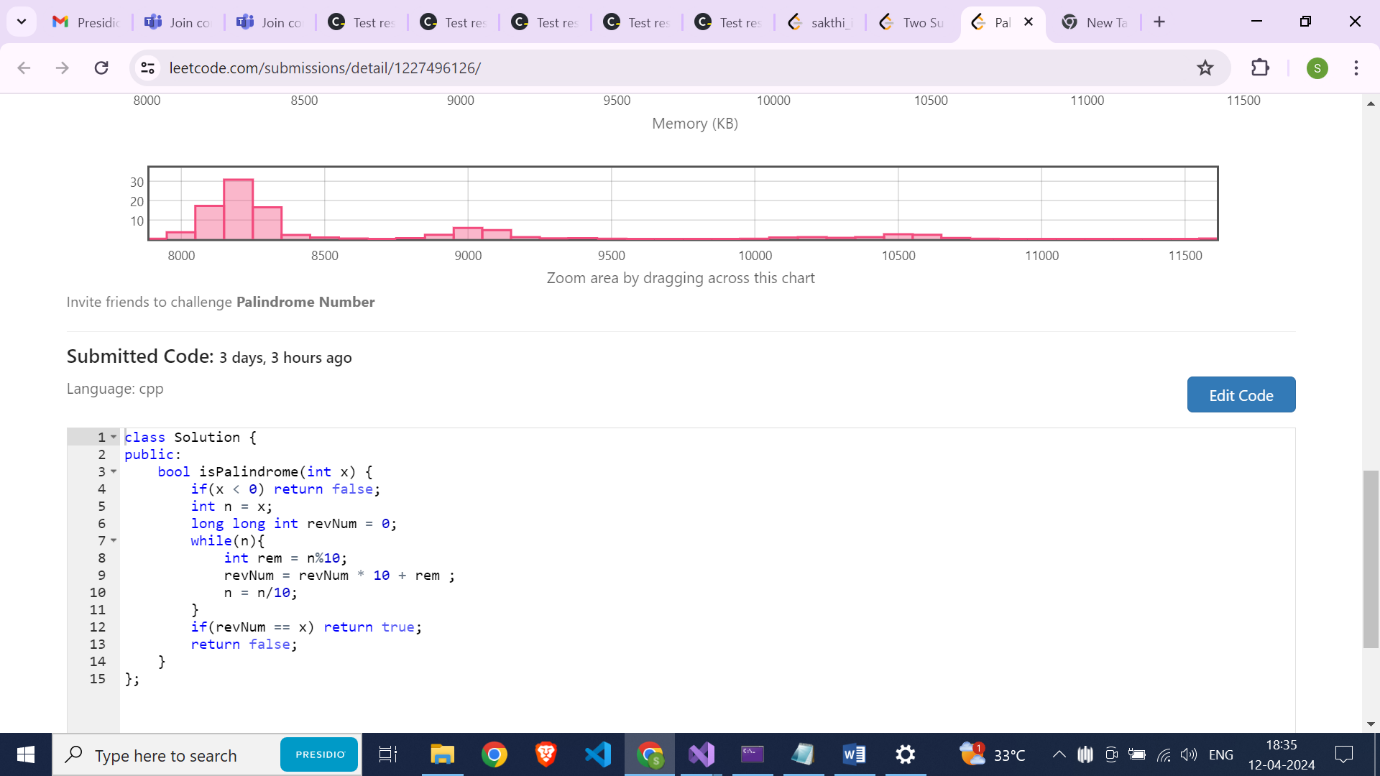 Presidio
Join co
Join co
Test res
Test res
Test res
Test res
Test res
sakthi_
Two Su
Pal
New Ta
leetcode.com/submissions/detail/1227496126/
S
8000 8500 9000 9500 10000 10500 11000 11500
Memory (KB)
30
20
10
8000 8500 9000 9500 10000 10500 11000 11500
Zoom area by dragging across this chart
Invite friends to challenge Palindrome Number
Submitted Code: 3 days, 3 hours ago
Language: cpp
Edit Code
1 class Solution {
2 public:
3     bool isPalindrome(int x) {
4         if(x < 0) return false;
5         int n = x;
6         long long int revNum = 0;
7         while(n){
8             int rem = n%10;
9             revNum = revNum * 10 + rem ;
10             n = n/10;
11         }
12         if(revNum == x) return true;
13         return false;
14     }
15 };
Type here to search
PRESIDIO
1
33°C
ENG
18:35
12-04-2024